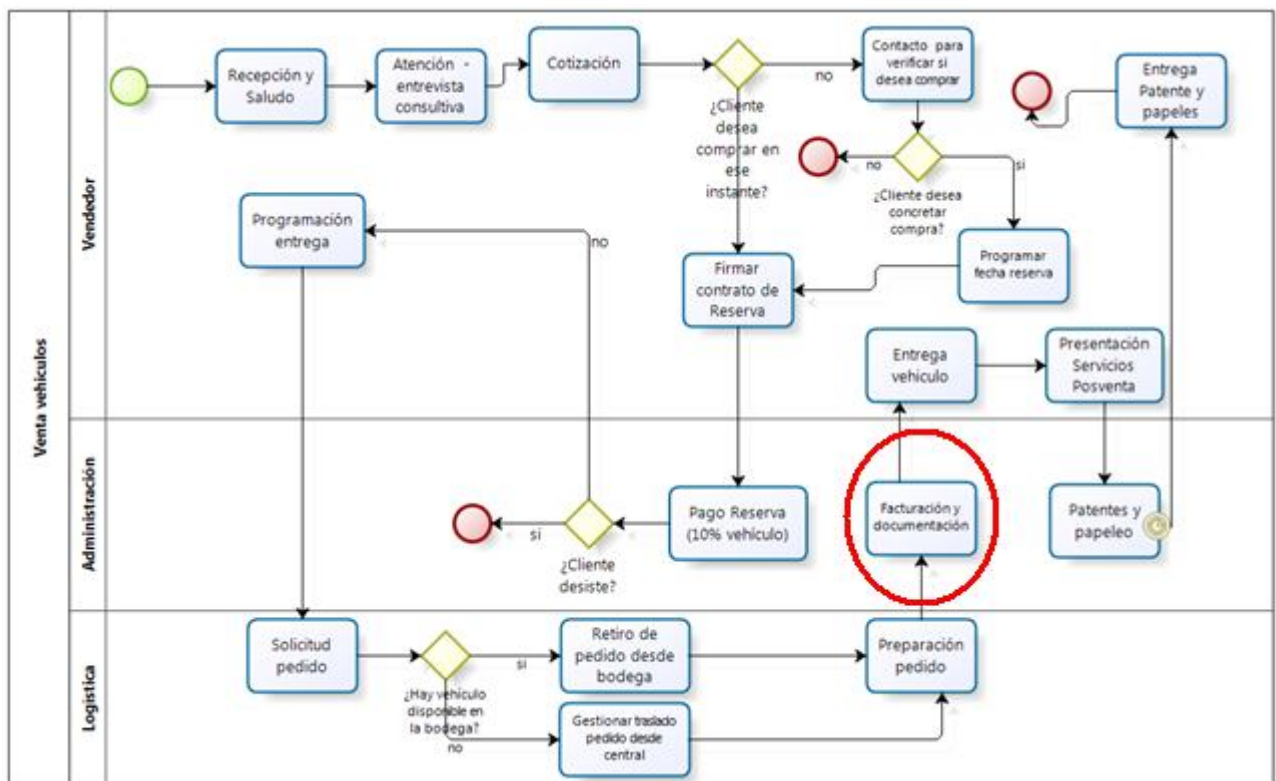 Venta vehículos
Vendedor
Recepción y
Saludo
Atención -
entrevista
consultiva
Cotización
¿Cliente
desea
comprar en
ese
instante?
no
Contacto para
verificar si
desea comprar
no
si
¿Cliente desea
concretar
compra?
Entrega
Patente y
papeles
Programación
entrega
no
Firmar
contrato de
Reserva
Programar
fecha reserva
Entrega
vehiculo
Presentación
Servicios
Posventa
Administración
si
¿Cliente
desiste?
Pago Reserva
(10% vehículo)
Facturación y
documentación
Patentes y
papeleo
Logística
Solicitud
pedido
¿Hay vehículo
disponible en
la bodega?
si
no
Retiro de
pedido desde
bodega
Gestionar traslado
pedido desde
central
Preparación
pedido